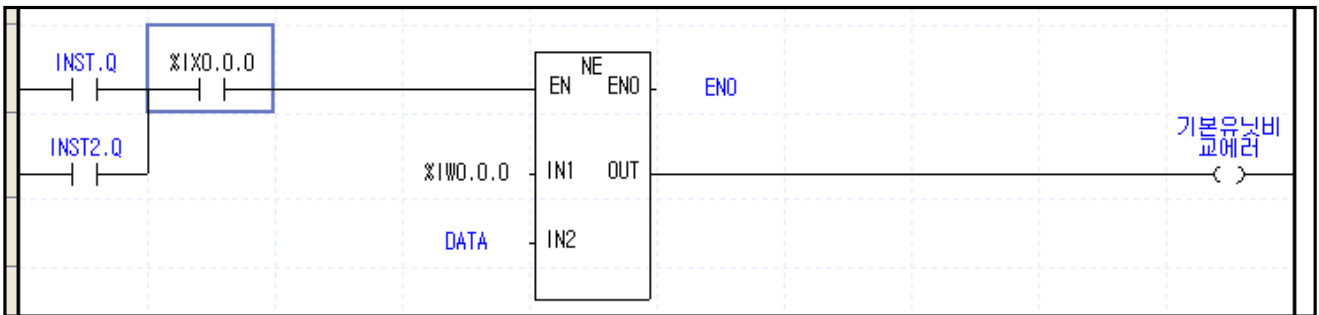 INST.Q
%IX0.0.0
NE
EN ENO
ENO
INST2.Q
기본유닛비
교에러
%IW0.0.0
IN1 OUT
DATA
IN2